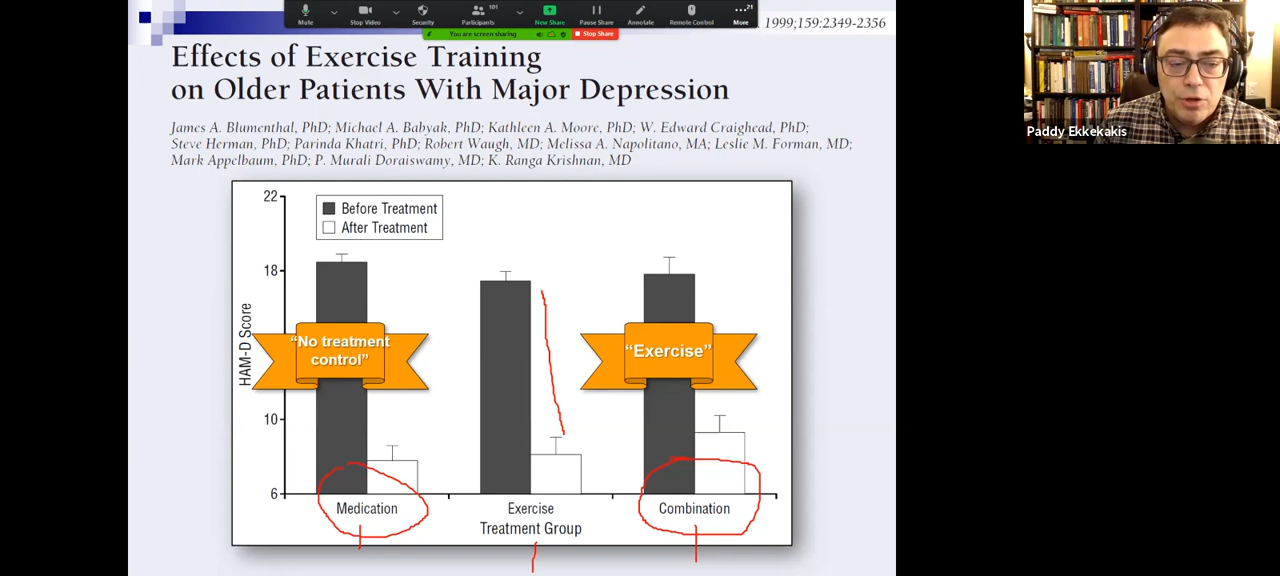 Mute
Stop Video
Security
Participants
101
New Share
Pause Share
Annotate
Remote Control
More
21
You are screen sharing
Stop Share
1999;159:2349-2356
Effects of Exercise Training
on Older Patients With Major Depression
James A. Blumenthal, PhD; Michael A. Babyak, PhD; Kathleen A. Moore, PhD; W. Edward Craighead, PhD;
Steve Herman, PhD; Parinda Khatri, PhD; Robert Waugh, MD; Melissa A. Napolitano, MA; Leslie M. Forman, MD;
Mark Appelbaum, PhD; P. Murali Doraiswamy, MD; K. Ranga Krishnan, MD
Paddy Ekkekakis
22
18
10
6
HAM-D Score
Before Treatment
After Treatment
"No treatment
control"
"Exercise"
Medication
Exercise
Combination
Treatment Group